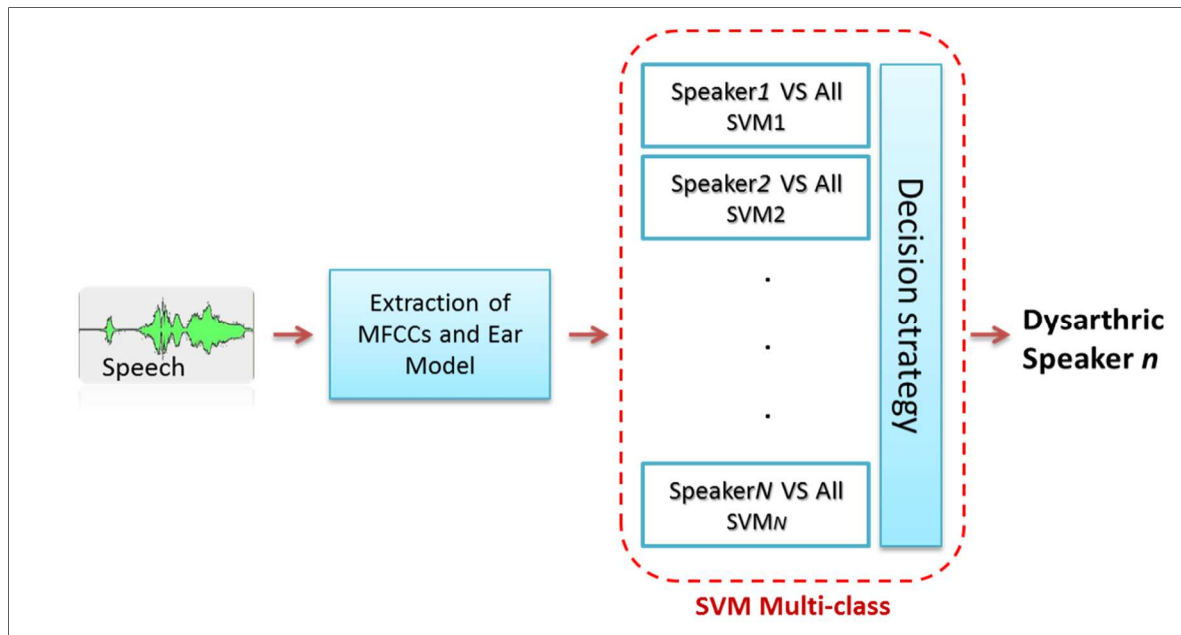 Speech
Extraction of
MFCCs and Ear
Model
Speaker1 VS All
SVM1
Speaker2 VS All
SVM2
.
.
.
SpeakerN VS All
SVMN
Decision strategy
SVM Multi-class
Dysarthric
Speaker n